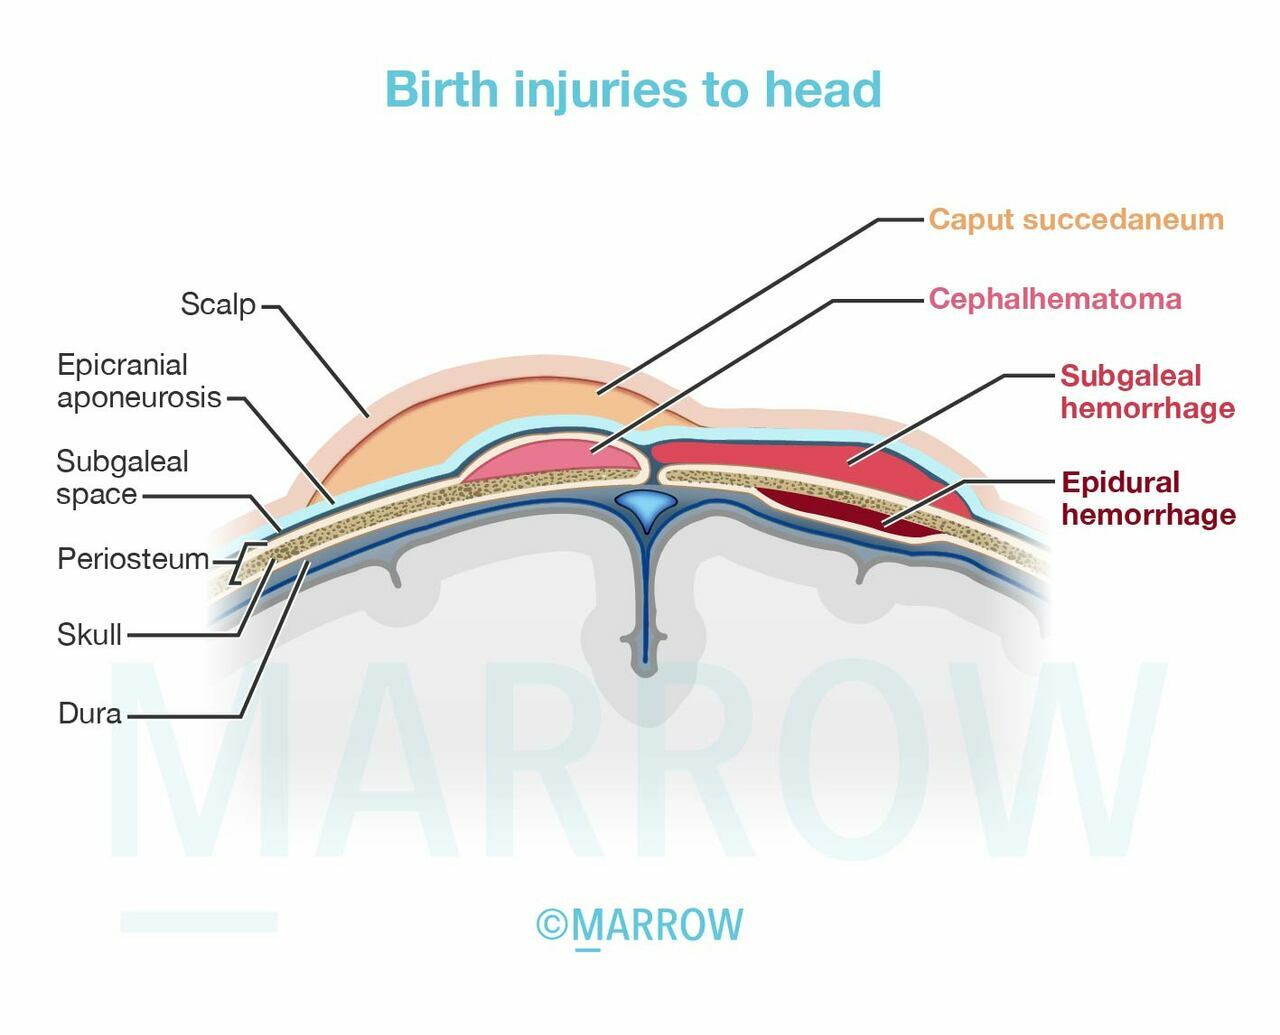 Birth injuries to head
Caput succedaneum
Cephalhematoma
Subgaleal
hemorrhage
Epidural
hemorrhage
Scalp
Epicranial
aponeurosis
Subgaleal
space
Periosteum
Skull
Dura
MARROW
©MARROW